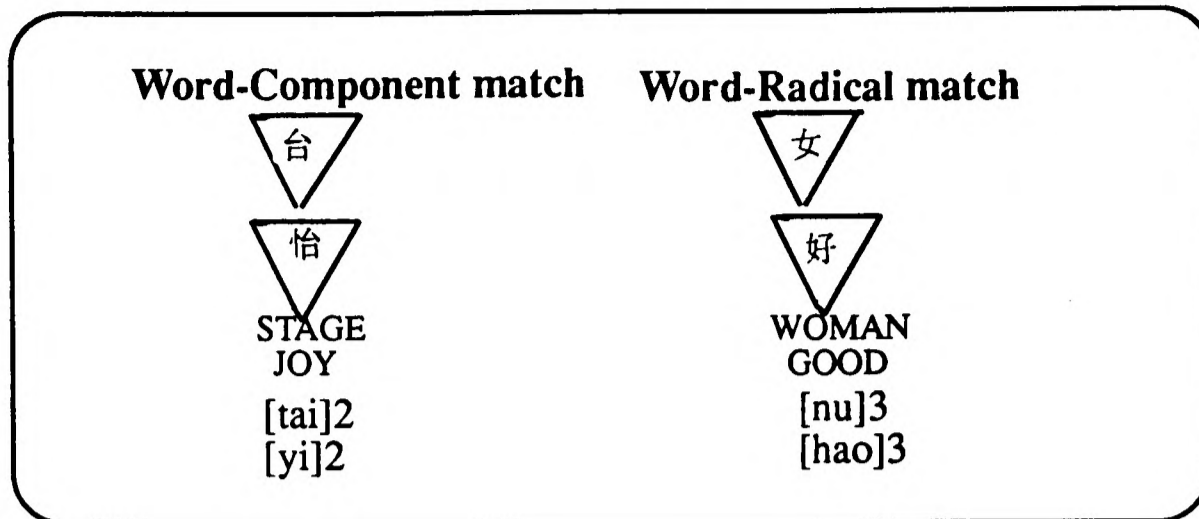 Word-Component match
台
怡
STAGE
JOY
[tai]2
[yi]2
Word-Radical match
女
好
WOMAN
GOOD
[nu]3
[hao]3